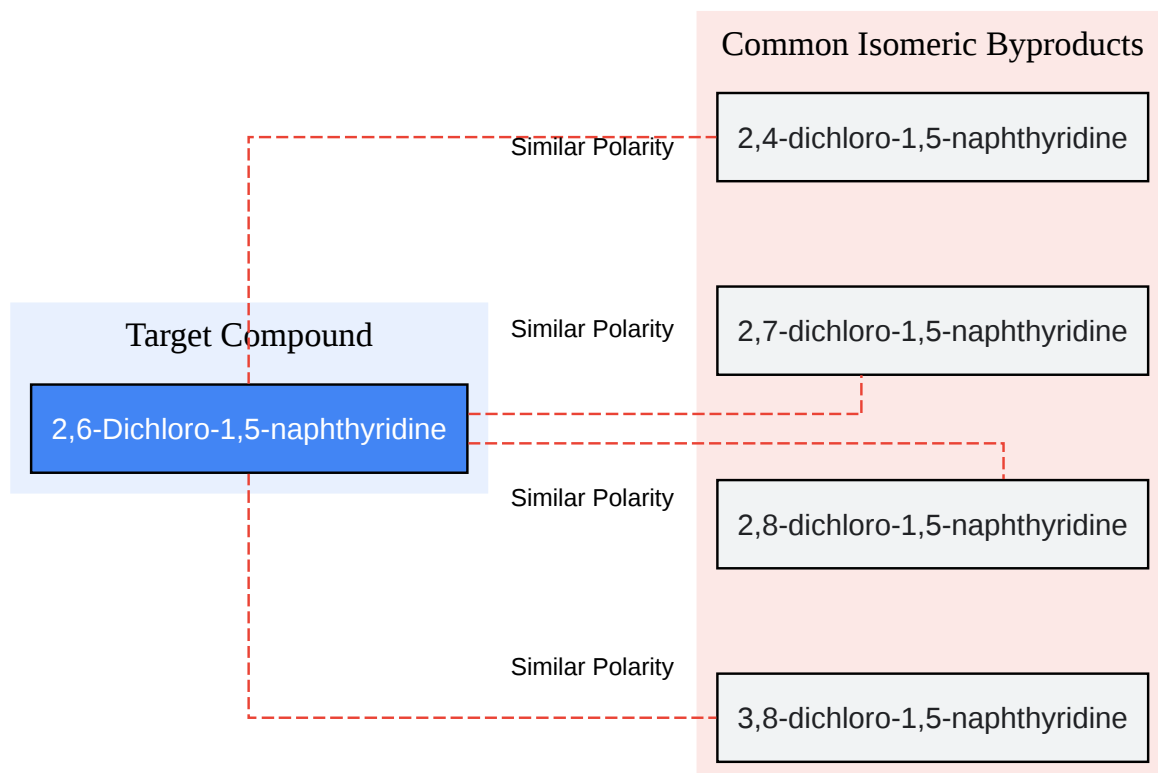 Common Isomeric Byproducts
2,4-dichloro-1,5-naphthyridine
Similar Polarity
2,7-dichloro-1,5-naphthyridine
Similar Polarity
Target Compound
2,6-Dichloro-1,5-naphthyridine
Similar Polarity
2,8-dichloro-1,5-naphthyridine
Similar Polarity
3,8-dichloro-1,5-naphthyridine